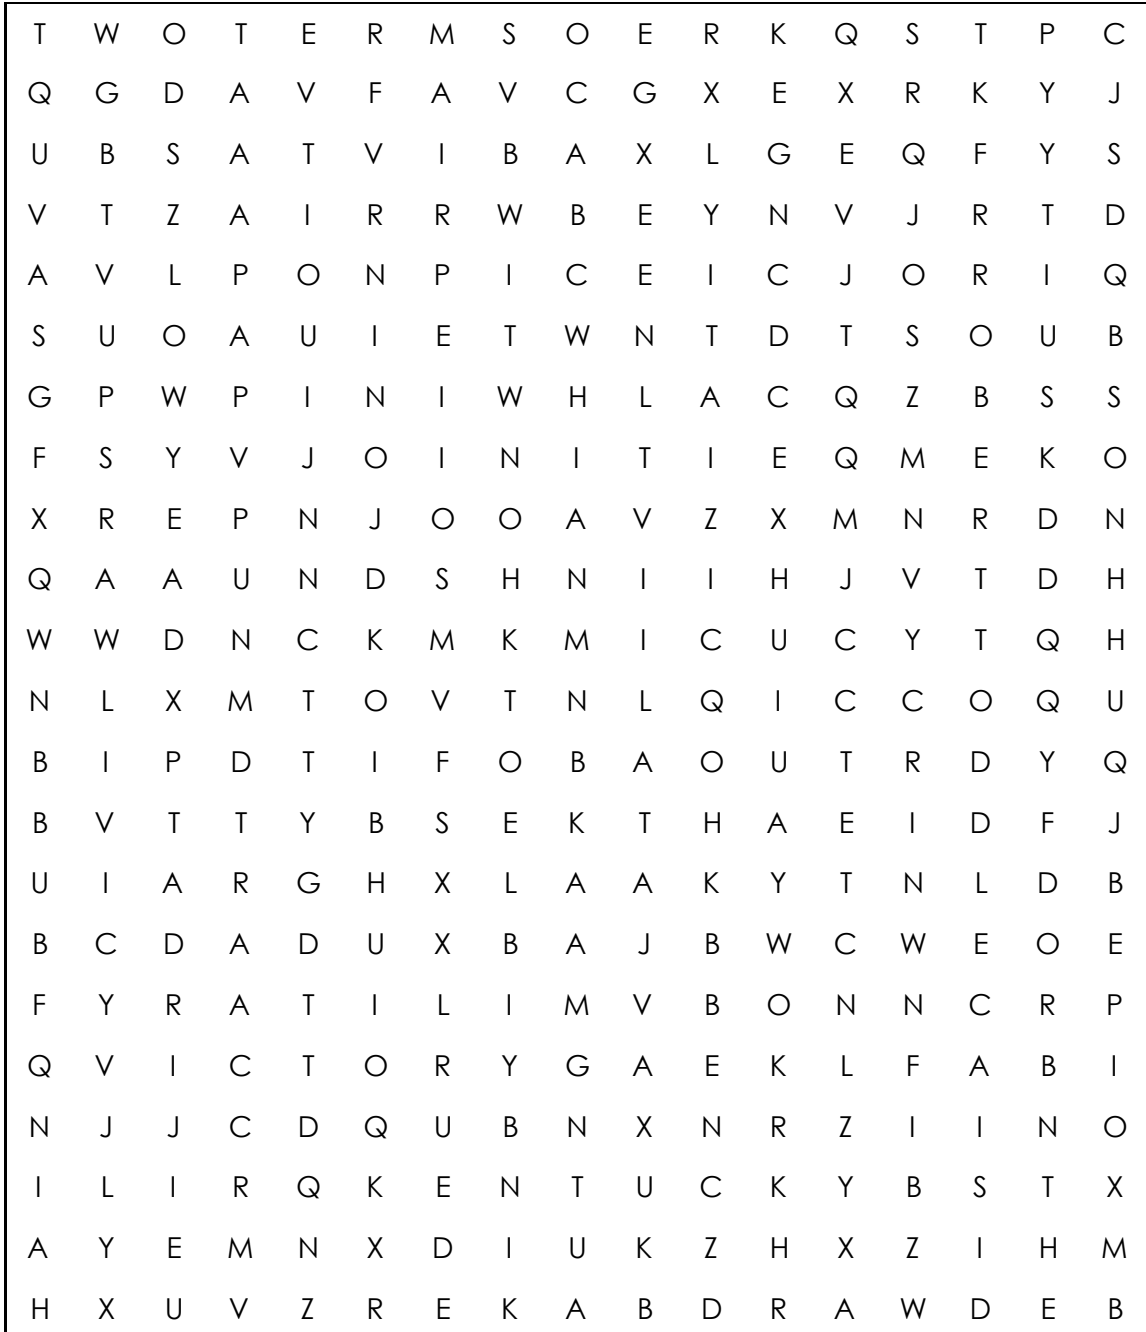 T W O T E R M S O E R K Q S T P C
Q G D A V F A V C G X E X R K Y J
U B S A T V I B A X L G E Q F Y S
V T Z A I R R W B E Y N V J R T D
A V L P O N P I C E I C J O R I Q
S U O A U I E T W N T D T S O U B
G P W P I N I W H L A C Q Z B S S
F S Y V J O I N I T I E Q M E K O
X R E P N J O O A V Z X M N R D N
Q A A U N D S H N I I H J V T D H
W W D N C K M K M I C U C Y T Q H
N L X M T O V T N L Q I C C O Q U
B I P D T I F O B A O U T R D Y Q
B V T T Y B S E K T H A E I D F J
U I A R G H X L A A K Y T N L D B
B C D A D U X B A J B W C W E O E
F Y R A T I L I M V B O N N C R P
Q V I C T O R Y G A E K L F A B I
N J J C D Q U B N X N R Z I I N O
I L I R Q K E N T U C K Y B S T X
A Y E M N X D I U K Z H X Z I H M
H X U V Z R E K A B D R A W D E B